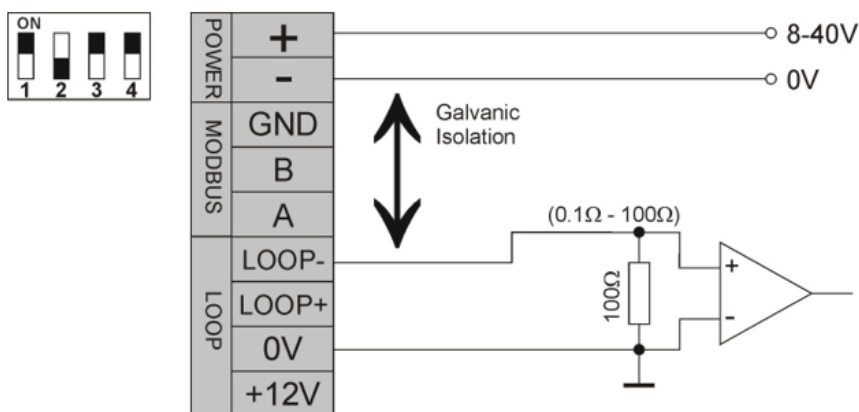 ON
1 2 3 4
POWER
+
-
MODBUS
GND
B
A
LOOP
LOOP-
LOOP+
0V
+12V
8-40V
0V
Galvanic
Isolation
(0.1Ω - 100Ω)
100Ω
+
-